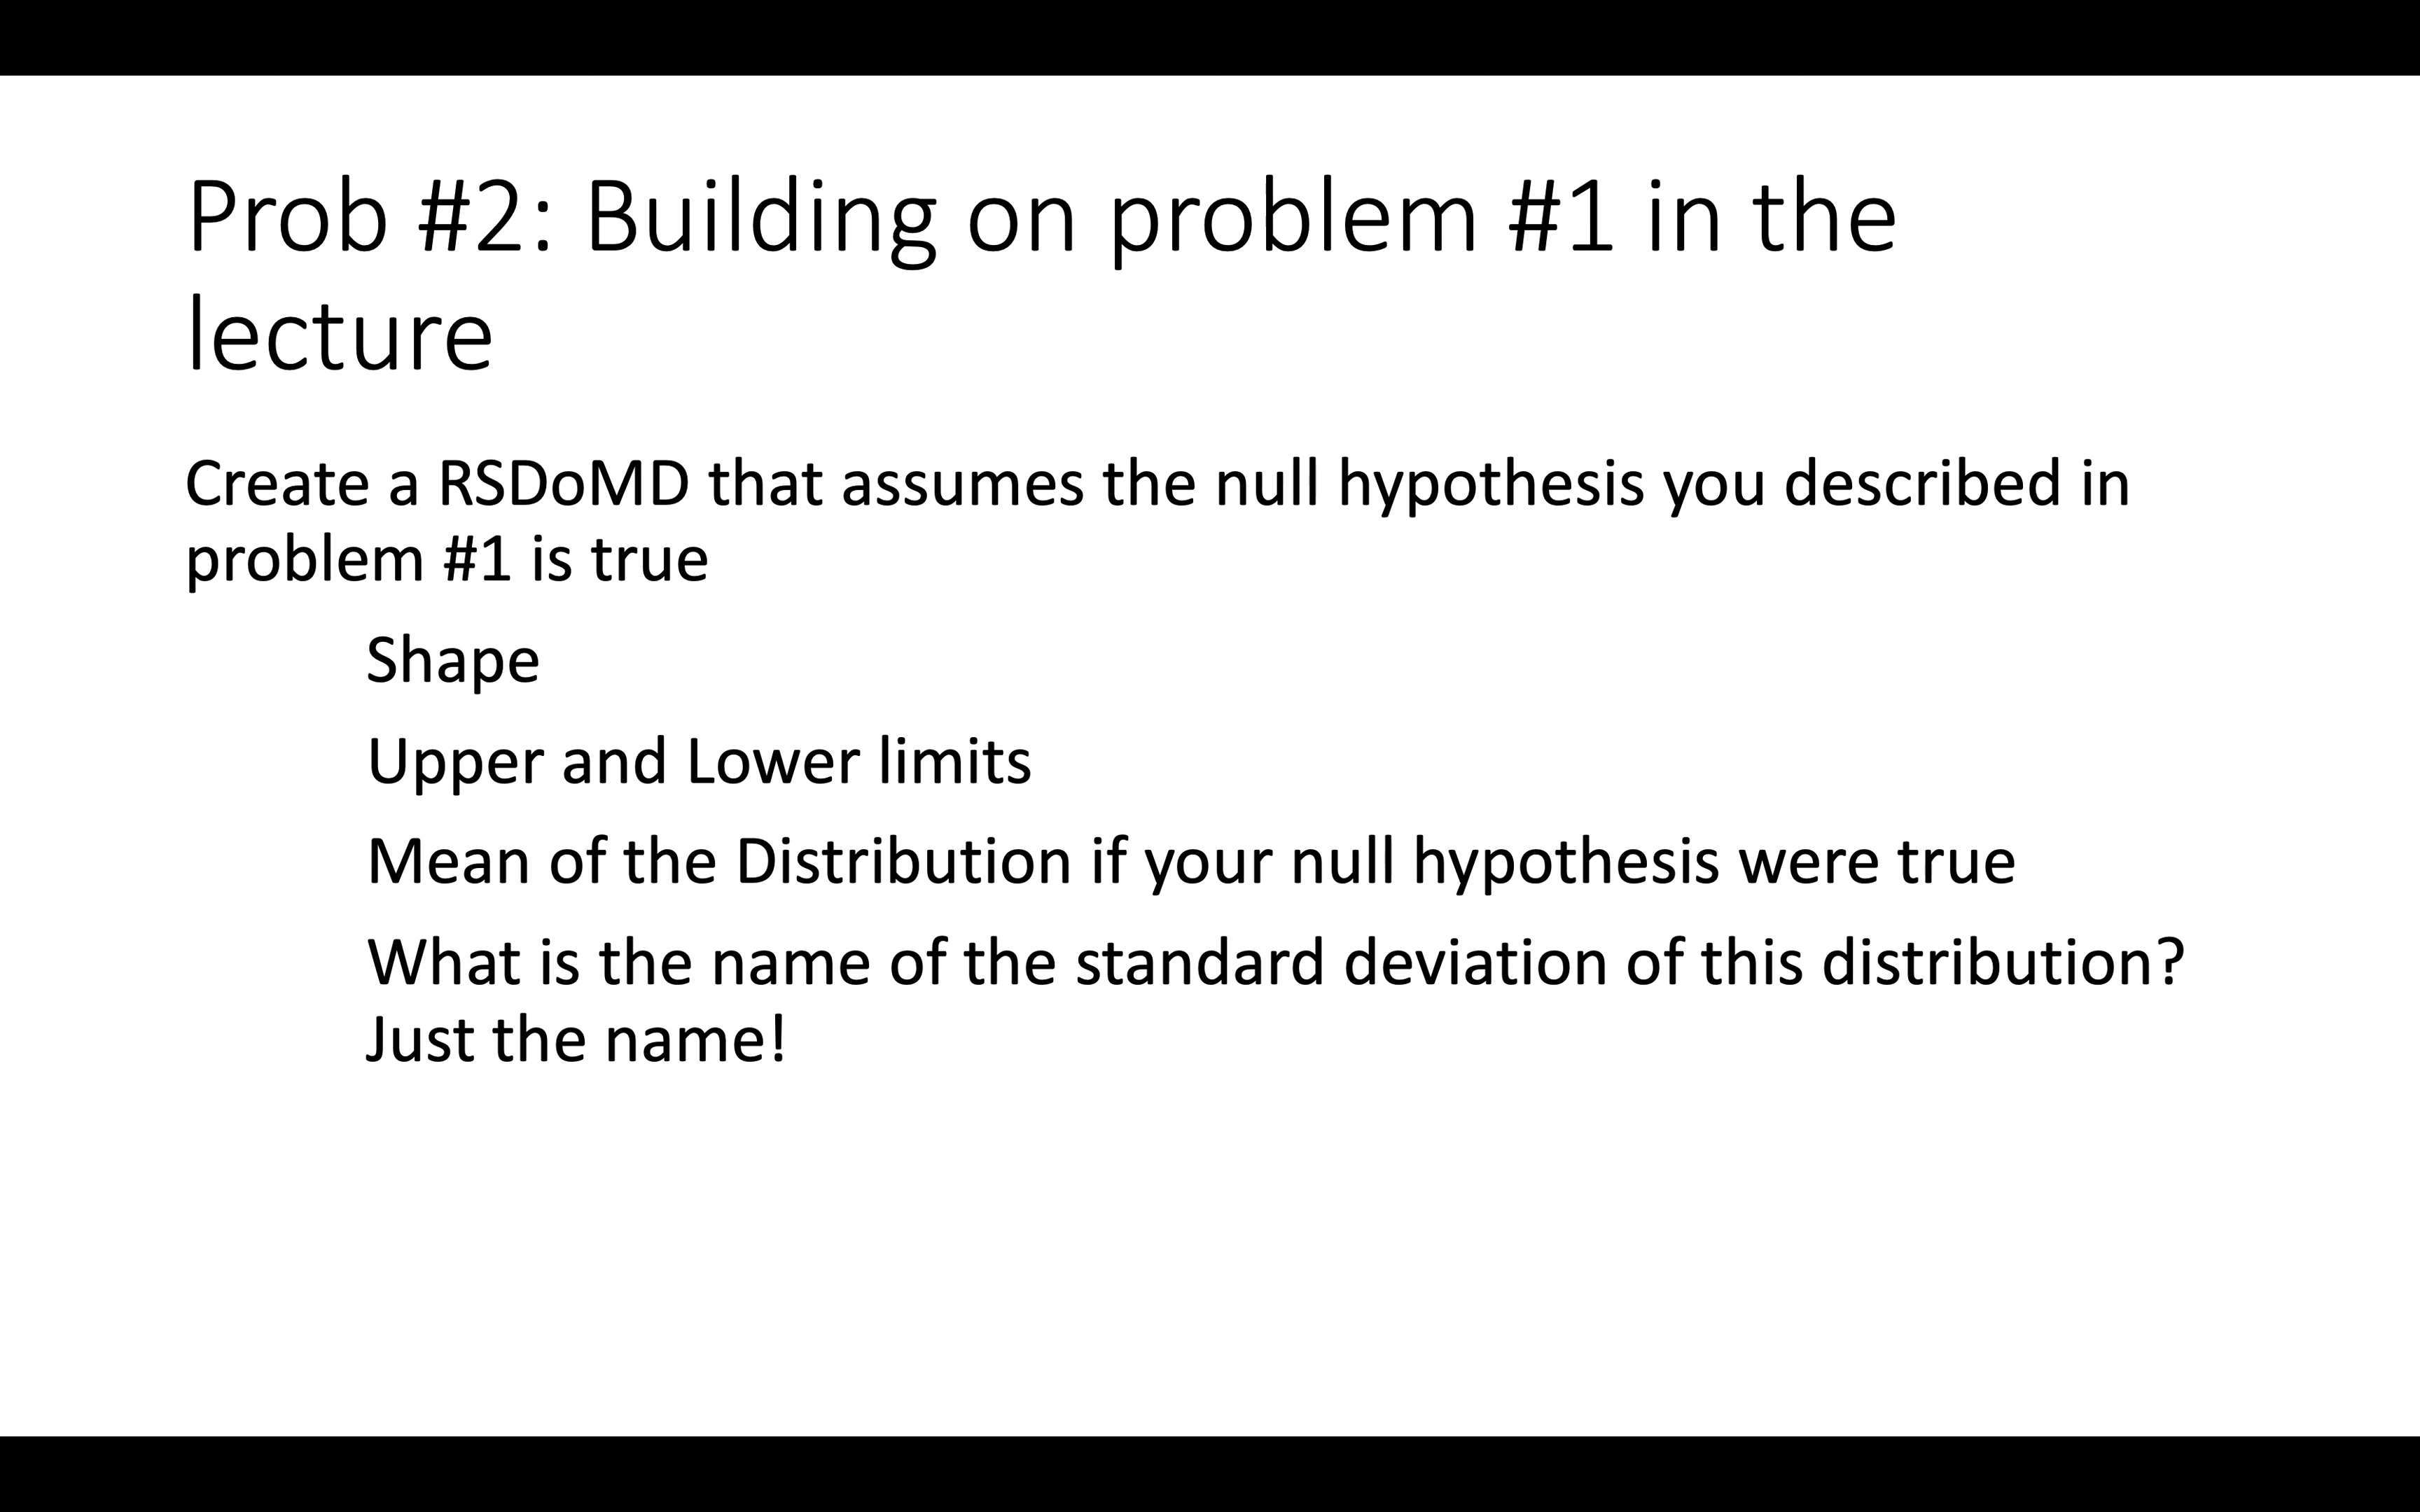 Prob #2: Building on problem #1 in the
lecture
Create a RSDoMD that assumes the null hypothesis you described in
problem #1 is true
Shape
Upper and Lower limits
Mean of the Distribution if your null hypothesis were true
What is the name of the standard deviation of this distribution?
Just the name!